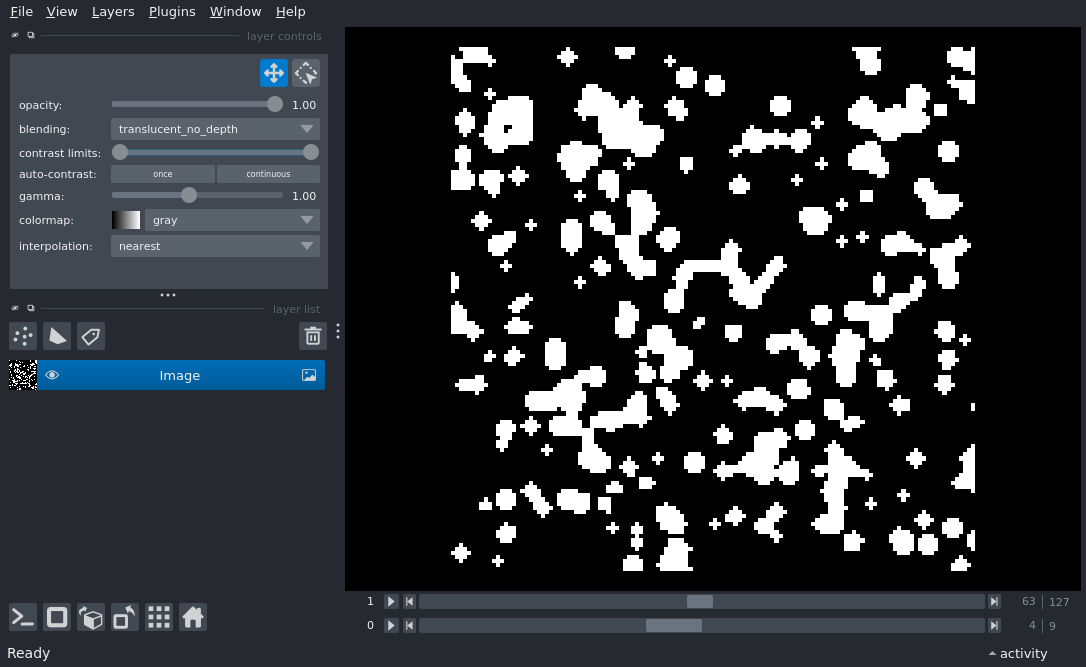 File View Layers Plugins Window Help
layer controls
opacity: 1.00
blending: translucent_no_depth
contrast limits:
auto-contrast: once continuous
gamma: 1.00
colormap: gray
interpolation: nearest
layer list
Image
1 63 127
0 4 9
Ready activity